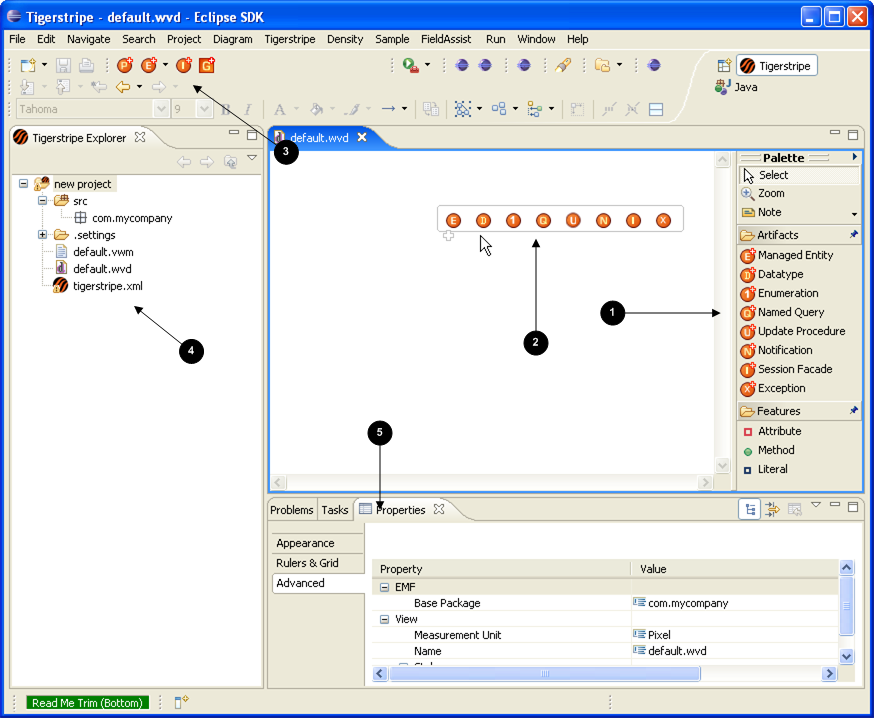 Tigerstripe - default.wvd - Eclipse SDK
File Edit Navigate Search Project Diagram Tigerstripe Density Sample FieldAssist Run Window Help
P E I G
Tigerstripe
Java
Tahoma 9 B I A
Tigerstripe Explorer
new project
src
com.mycompany
.settings
default.vwm
default.wvd
tigerstripe.xml
4
default.wvd
3
E D 1 Q U N I X
2
1
5
Palette
Select
Zoom
Note
Artifacts
E Managed Entity
D Datatype
1 Enumeration
Q Named Query
U Update Procedure
N Notification
I Session Facade
X Exception
Features
Attribute
Method
Literal
Problems Tasks Properties
Appearance
Rulers & Grid
Advanced
Property Value
EMF
Base Package com.mycompany
View
Measurement Unit Pixel
Name default.wvd
Read Me Trim (Bottom)